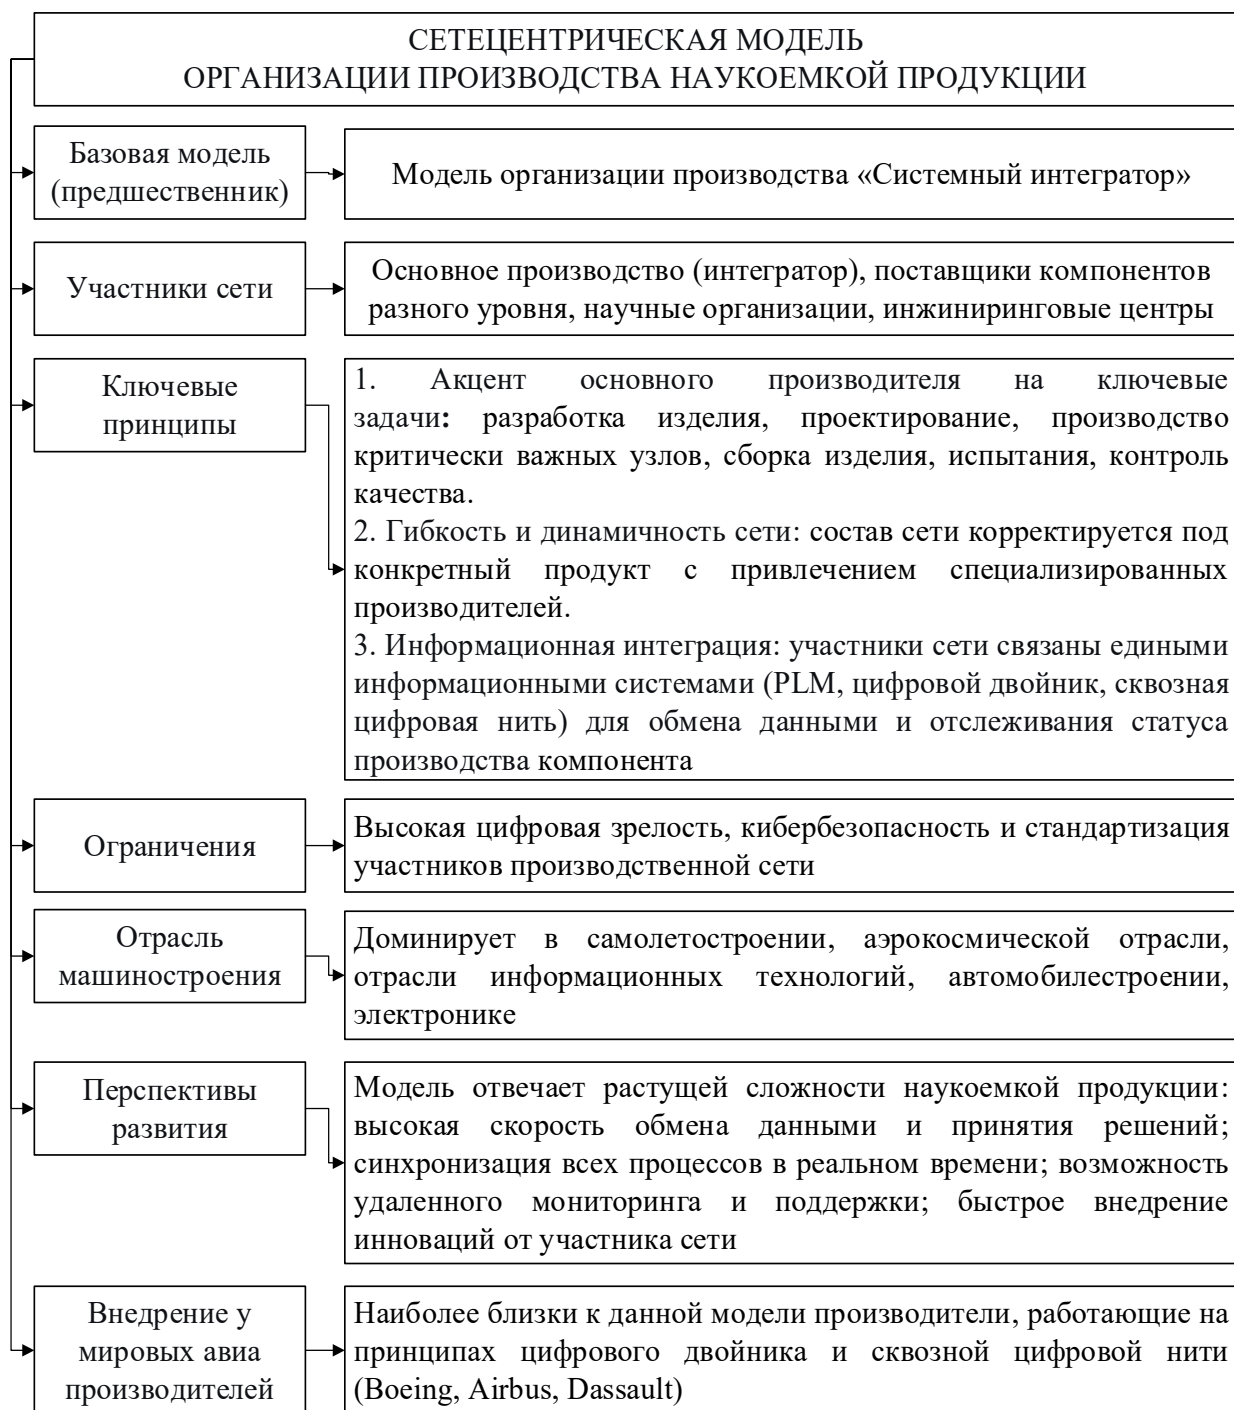 СЕТЕЦЕНТРИЧЕСКАЯ МОДЕЛЬ
ОРГАНИЗАЦИИ ПРОИЗВОДСТВА НАУКОЕМКОЙ ПРОДУКЦИИ
Базовая модель
(предшественник)
Модель организации производства «Системный интегратор»
Участники сети
Основное производство (интегратор), поставщики компонентов
разного уровня, научные организации, инжиниринговые центры
Ключевые
принципы
1. Акцент основного производителя на ключевые
задачи: разработка изделия, проектирование, производство
критически важных узлов, сборка изделия, испытания, контроль
качества.
2. Гибкость и динамичность сети: состав сети корректируется под
конкретный продукт с привлечением специализированных
производителей.
3. Информационная интеграция: участники сети связаны едиными
информационными системами (PLM, цифровой двойник, сквозная
цифровая нить) для обмена данными и отслеживания статуса
производства компонента
Ограничения
Высокая цифровая зрелость, кибербезопасность и стандартизация
участников производственной сети
Отрасль
машиностроения
Доминирует в самолетостроении, аэрокосмической отрасли,
отрасли информационных технологий, автомобилестроении,
электронике
Перспективы
развития
Модель отвечает растущей сложности наукоемкой продукции:
высокая скорость обмена данными и принятия решений;
синхронизация всех процессов в реальном времени; возможность
удаленного мониторинга и поддержки; быстрое внедрение
инноваций от участника сети
Внедрение у
мировых авиа
производителей
Наиболее близки к данной модели производители, работающие на
принципах цифрового двойника и сквозной цифровой нити
(Boeing, Airbus, Dassault)